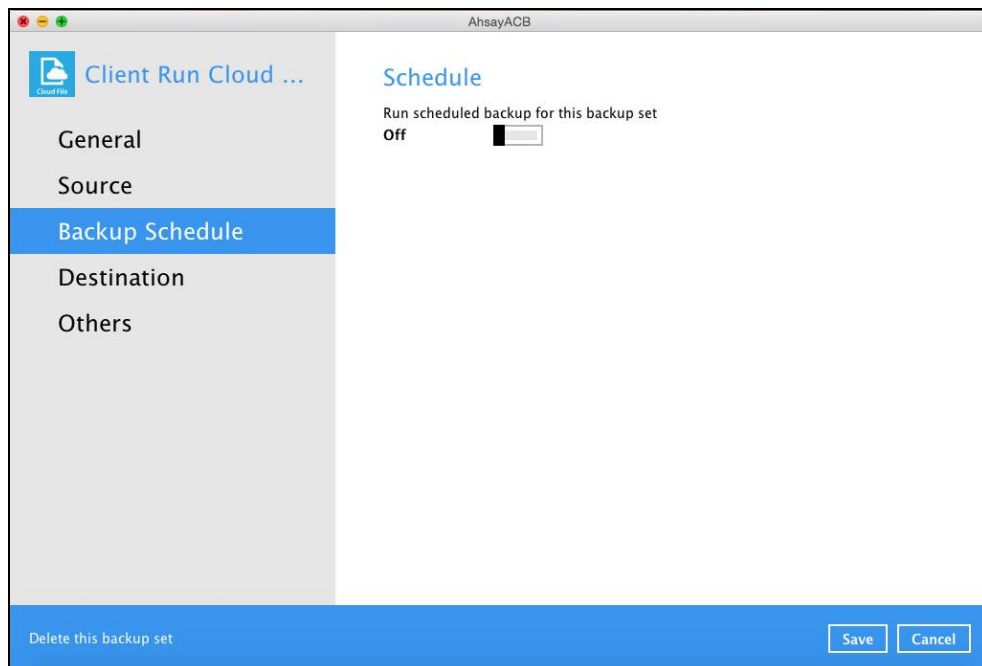 AhsayACB
Cloud File
Client Run Cloud ...
General
Source
Backup Schedule
Destination
Others
Schedule
Run scheduled backup for this backup set
Off
Delete this backup set
Save
Cancel